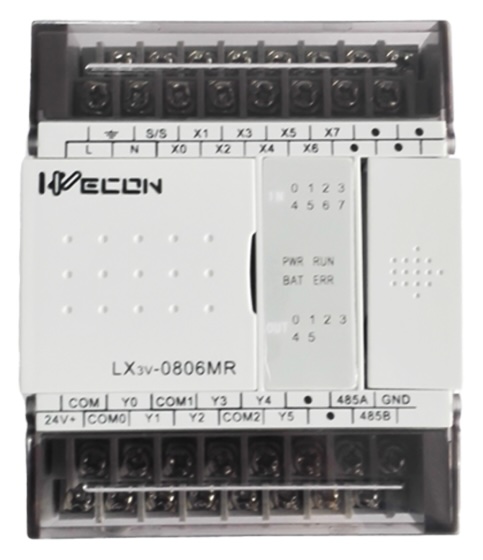 S/S X1 X3 X5 X7 ● ●
L N X0 X2 X4 X6 ● ● ●
WECON
IN 0 1 2 3
4 5 6 7
PWR RUN
BAT ERR
OUT 0 1 2 3
4 5
LX3V-0806MR
COM Y0 COM1 Y3 Y4 ● 485A GND
24V+ COM0 Y1 Y2 COM2 Y5 ● 485B